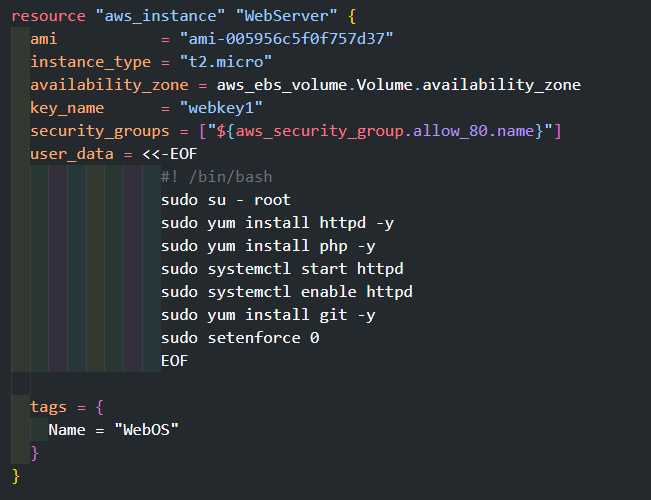 resource "aws_instance" "WebServer" {
  ami           = "ami-005956c5f0f757d37"
  instance_type = "t2.micro"
  availability_zone = aws_ebs_volume.Volume.availability_zone
  key_name      = "webkey1"
  security_groups = ["${aws_security_group.allow_80.name}"]
  user_data = <<-EOF
                #! /bin/bash
                sudo su - root
                sudo yum install httpd -y
                sudo yum install php -y
                sudo systemctl start httpd
                sudo systemctl enable httpd
                sudo yum install git -y
                sudo setenforce 0
                EOF
  tags = {
    Name = "WebOS"
  }
}